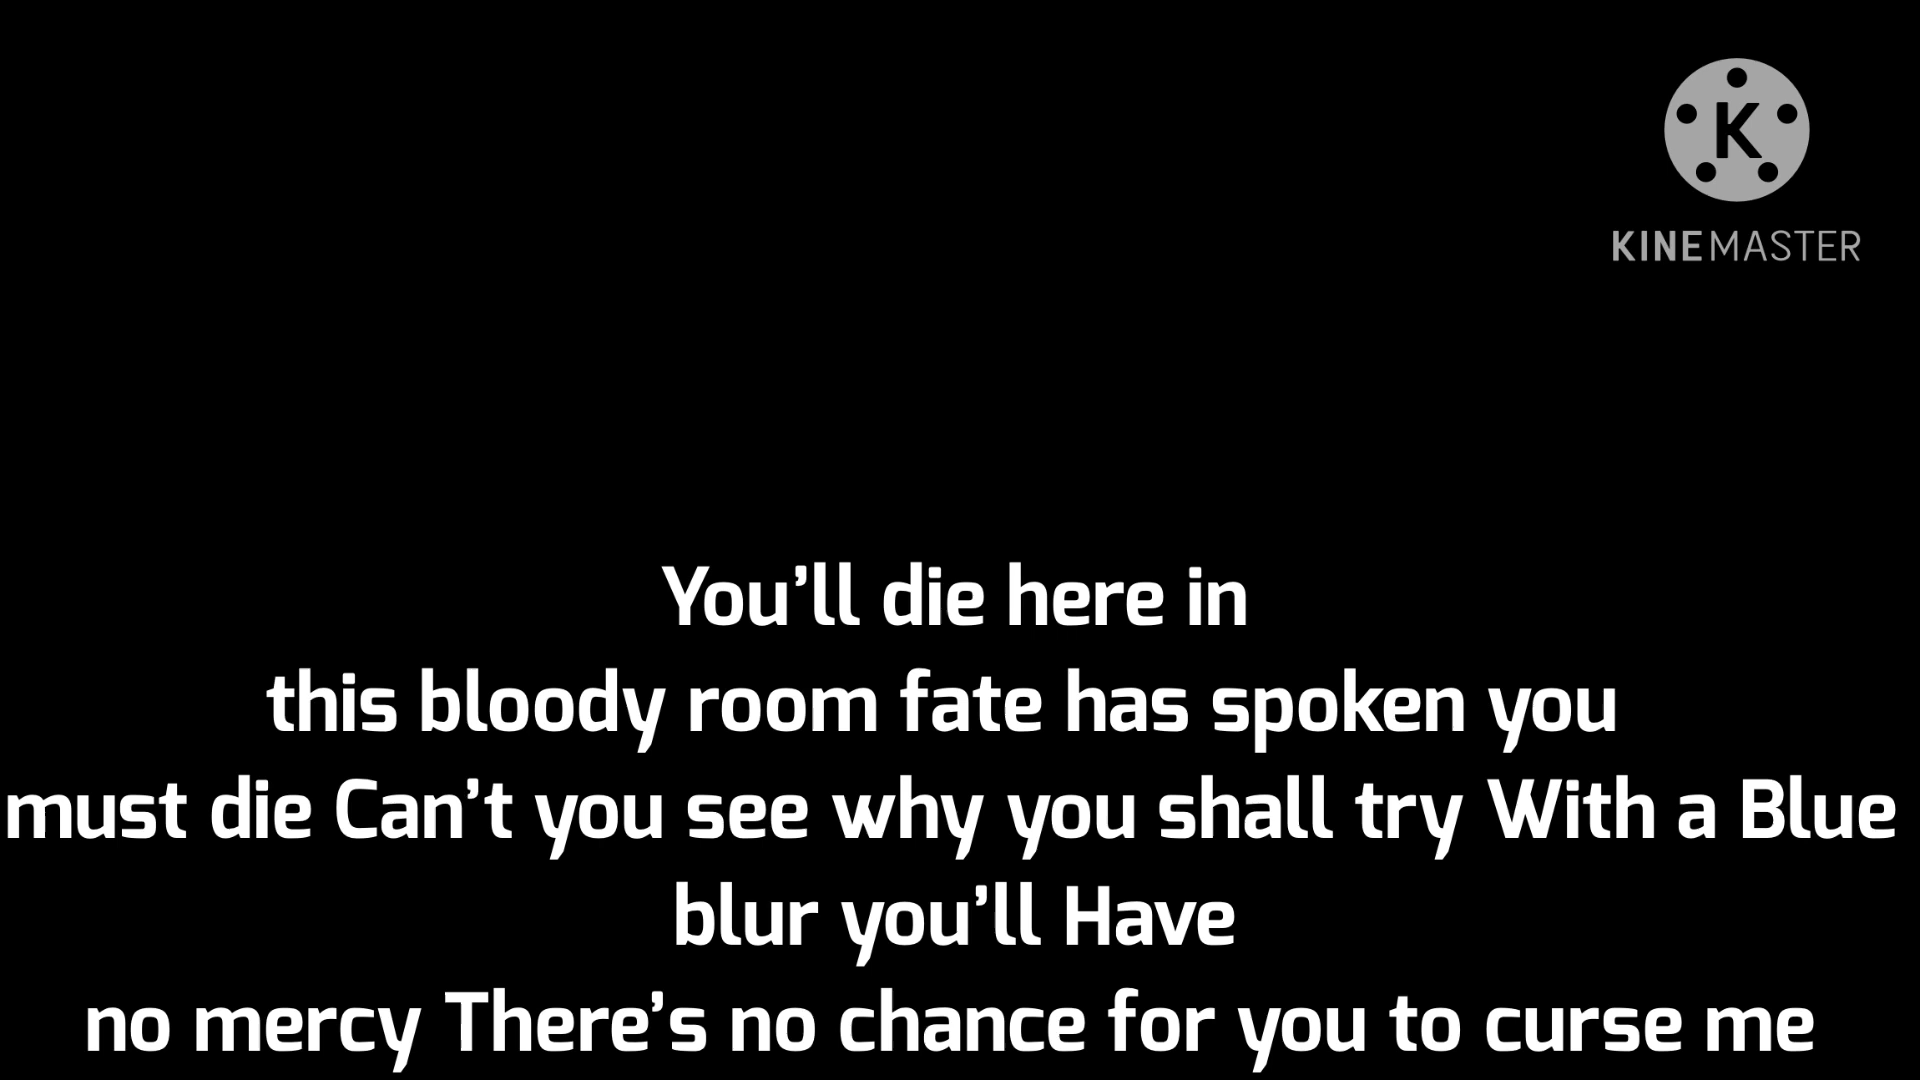 K
KINEMASTER
You’ll die here in
this bloody room fate has spoken you
must die Can’t you see why you shall try With a Blue
blur you’ll Have
no mercy There’s no chance for you to curse me